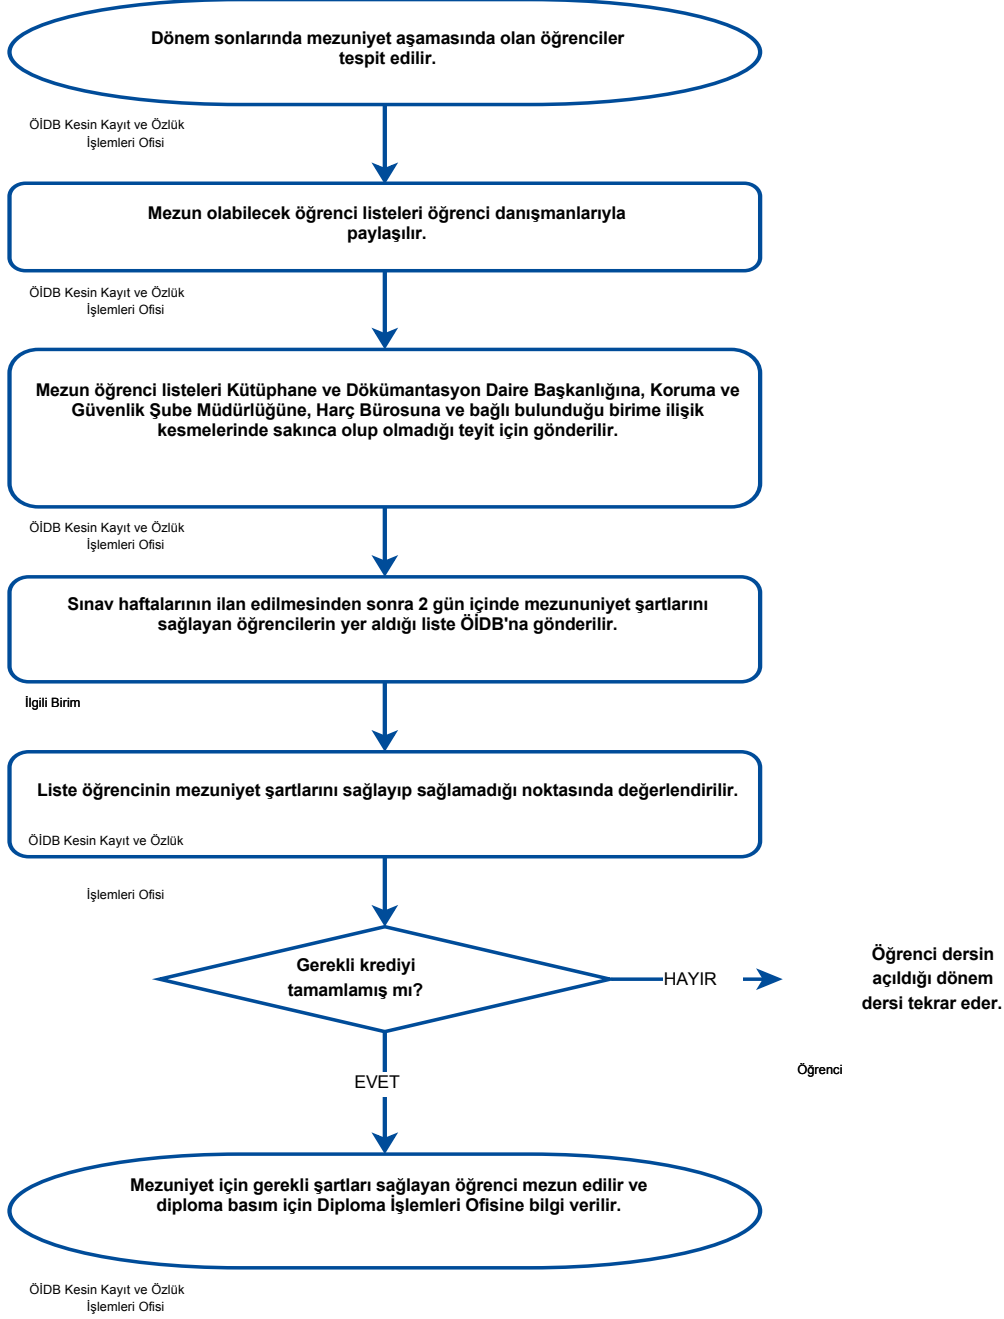 Dönem sonlarında mezuniyet aşamasında olan öğrenciler
tespit edilir.
ÖİDB Kesin Kayıt ve Özlük
İşlemleri Ofisi
Mezun olabilecek öğrenci listeleri öğrenci danışmanlarıyla
paylaşılır.
ÖİDB Kesin Kayıt ve Özlük
İşlemleri Ofisi
Mezun öğrenci listeleri Kütüphane ve Dökümantasyon Daire Başkanlığına, Koruma ve
Güvenlik Şube Müdürlüğüne, Harç Bürosuna ve bağlı bulunduğu birime ilişik
kesmelerinde sakınca olup olmadığı teyit için gönderilir.
ÖİDB Kesin Kayıt ve Özlük
İşlemleri Ofisi
Sınav haftalarının ilan edilmesinden sonra 2 gün içinde mezununiyet şartlarını
sağlayan öğrencilerin yer aldığı liste ÖİDB'na gönderilir.
İlgili Birim
Liste öğrencinin mezuniyet şartlarını sağlayıp sağlamadığı noktasında değerlendirilir.
ÖİDB Kesin Kayıt ve Özlük
İşlemleri Ofisi
Gerekli krediyi
tamamlamış mı?
HAYIR
Öğrenci dersin
açıldığı dönem
dersi tekrar eder.
Öğrenci
EVET
Mezuniyet için gerekli şartları sağlayan öğrenci mezun edilir ve
diploma basım için Diploma İşlemleri Ofisine bilgi verilir.
ÖİDB Kesin Kayıt ve Özlük
İşlemleri Ofisi